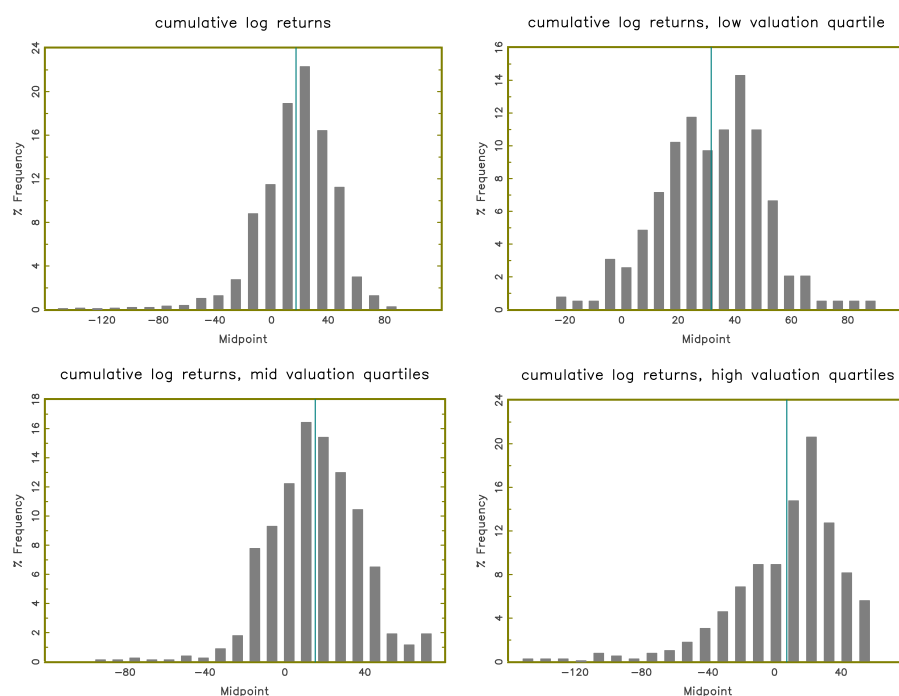 cumulative log returns
24
20
16
12
8
4
0
% Frequency
−120 −80 −40 0 40 80
Midpoint
cumulative log returns, low valuation quartile
16
14
12
10
8
6
4
2
0
% Frequency
−20 0 20 40 60 80
Midpoint
cumulative log returns, mid valuation quartiles
18
16
14
12
10
8
6
4
2
0
% Frequency
−80 −40 0 40
Midpoint
cumulative log returns, high valuation quartiles
24
20
16
12
8
4
0
% Frequency
−120 −80 −40 0 40
Midpoint